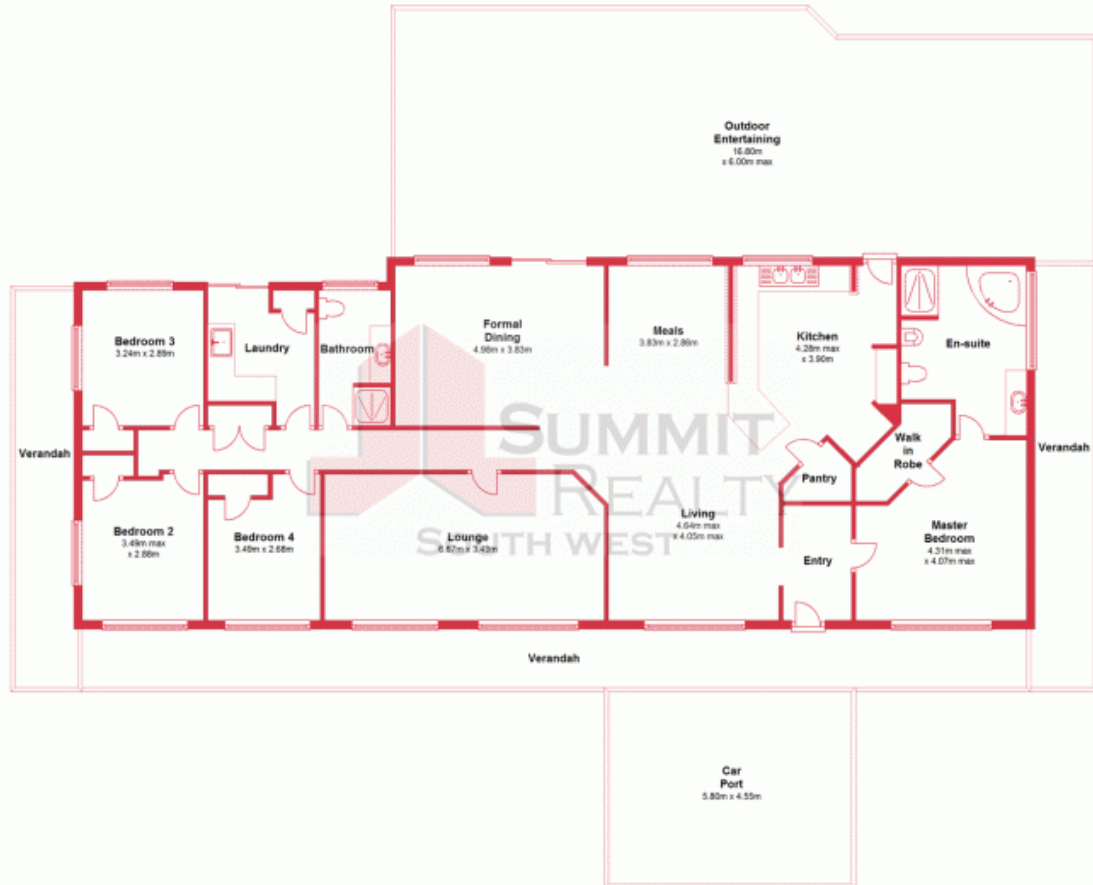 Outdoor
Entertaining
16.80m
x 6.00m max
Bedroom 3
3.24m x 2.89m
Laundry
Bathroom
Formal
Dining
4.98m x 3.83m
Meals
3.83m x 2.86m
Kitchen
4.28m max
x 3.90m
En-suite
Verandah
Walk
in
Robe
Verandah
Pantry
SUMMIT
REALTY
SOUTH WEST
Bedroom 2
3.49m max
x 2.86m
Bedroom 4
3.49m x 2.68m
Lounge
6.67m x 3.49m
Living
4.64m max
x 4.05m max
Entry
Master
Bedroom
4.31m max
x 4.07m max
Verandah
Car
Port
5.80m x 4.55m